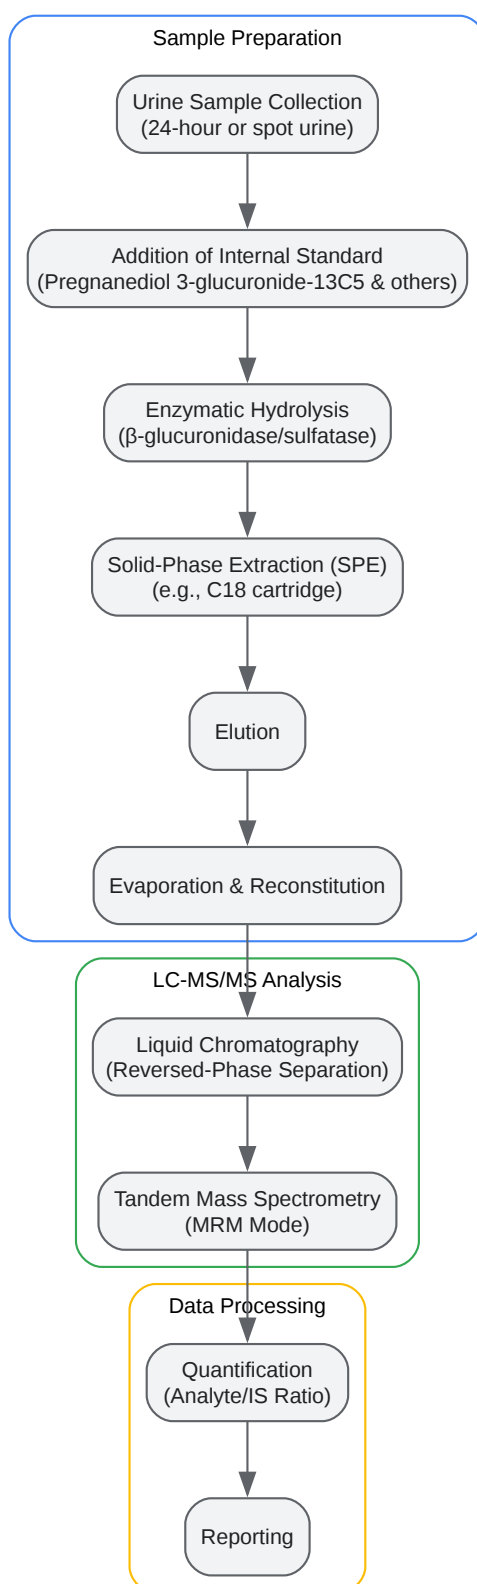 Sample Preparation
Urine Sample Collection
(24-hour or spot urine)
Addition of Internal Standard
(Pregnanediol 3-glucuronide-13C5 & others)
Enzymatic Hydrolysis
(β-glucuronidase/sulfatase)
Solid-Phase Extraction (SPE)
(e.g., C18 cartridge)
Elution
Evaporation & Reconstitution
LC-MS/MS Analysis
Liquid Chromatography
(Reversed-Phase Separation)
Tandem Mass Spectrometry
(MRM Mode)
Data Processing
Quantification
(Analyte/IS Ratio)
Reporting